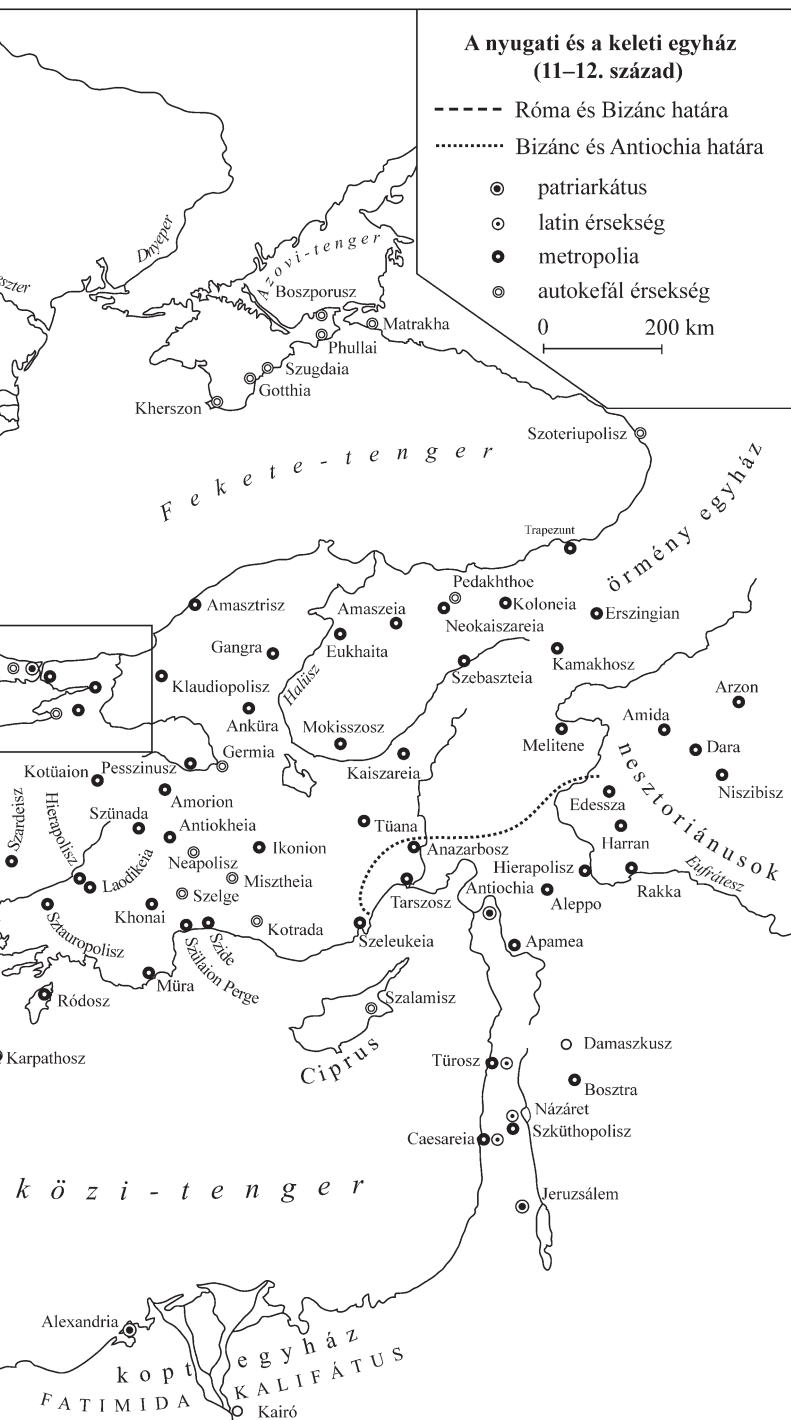 A nyugati és a keleti egyház
(11–12. század)
Róma és Bizánc határa
Bizánc és Antiochia határa
patriarkátus
latin érsekség
metropolia
autokefál érsekség
0 200 km
Dnyeper
eszter
Azovi-tenger
Boszporusz
Matrakha
Phullai
Szugdaia
Gotthia
Kherszon
Szoteriupolisz
Fekete-tenger
örmény egyház
Trapezunt
Pedakhthoe
Amasztrisz
Amaszeia
Koloneia
Neokaiszareia
Erszingian
Gangra
Eukhaita
Kamakhosz
Szebaszteia
Klaudiopolisz
Halüsz
Arzon
Anküra
Mokisszosz
Amida
Melitene
Dara
Germia
Kaiszareia
Pesszinusz
Kotüaion
Niszibisz
nesztoriánusok
Amorion
Edessza
Szardeisz
Hierapolisz
Szünada
Antiokheia
Tüana
Harran
Laodikeia
Neapolisz
Ikonion
Anazarbosz
Hierapolisz
Eufrátesz
Misztheia
Antiochia
Rakka
Szelge
Tarszosz
Aleppo
Khonai
Kotrada
Sztauropolisz
Szide
Szeleukeia
Apamea
Szüllaion Perge
Müra
Ródosz
Szalamisz
Ciprus
Karpathosz
Damaszkusz
Türosz
Bosztra
Názáret
Szküthopolisz
Caesareia
közi-tenger
Jeruzsálem
Alexandria
kopt egyház
FATIMIDA KALIFÁTUS
Kairó